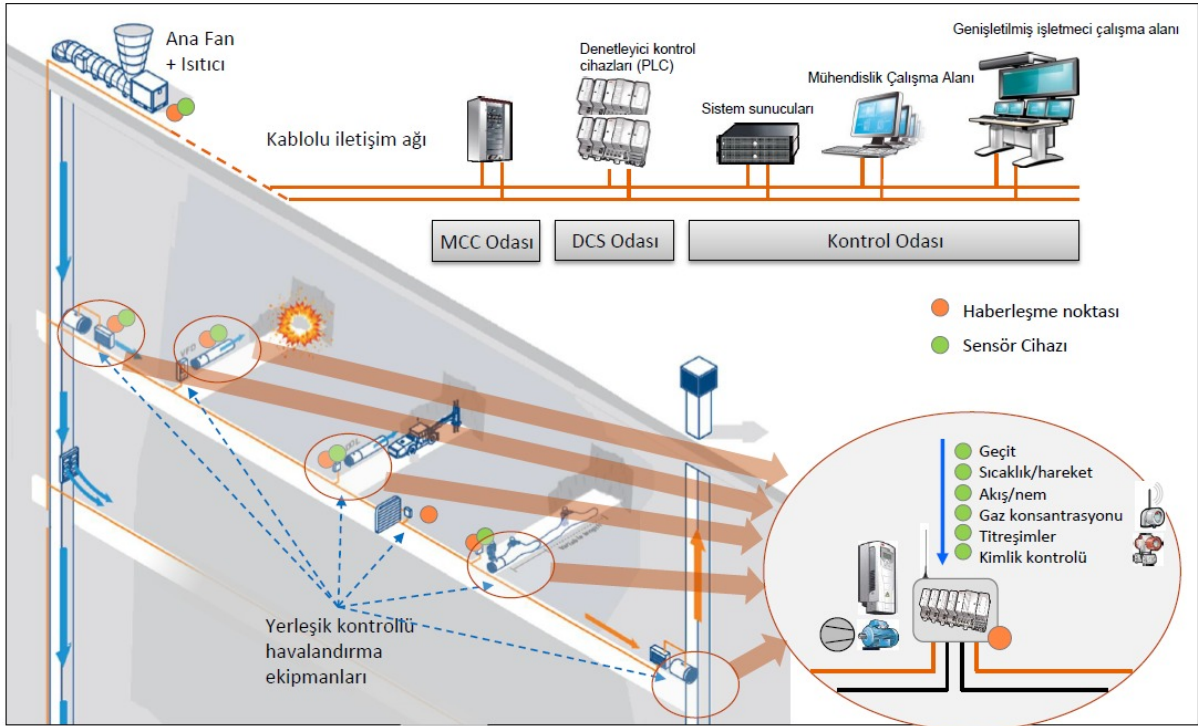 Ana Fan
+ Isıtıcı
Kablolu iletişim ağı
Denetleyici kontrol
cihazları (PLC)
Sistem sunucuları
Mühendislik Çalışma Alanı
Genişletilmiş işletmeci çalışma alanı
MCC Odası
DCS Odası
Kontrol Odası
Haberleşme noktası
Sensör Cihazı
VFD
Geçit
Sıcaklık/hareket
Akış/nem
Gaz konsantrasyonu
Titreşimler
Kimlik kontrolü
Yerleşik kontrollü
havalandırma
ekipmanları